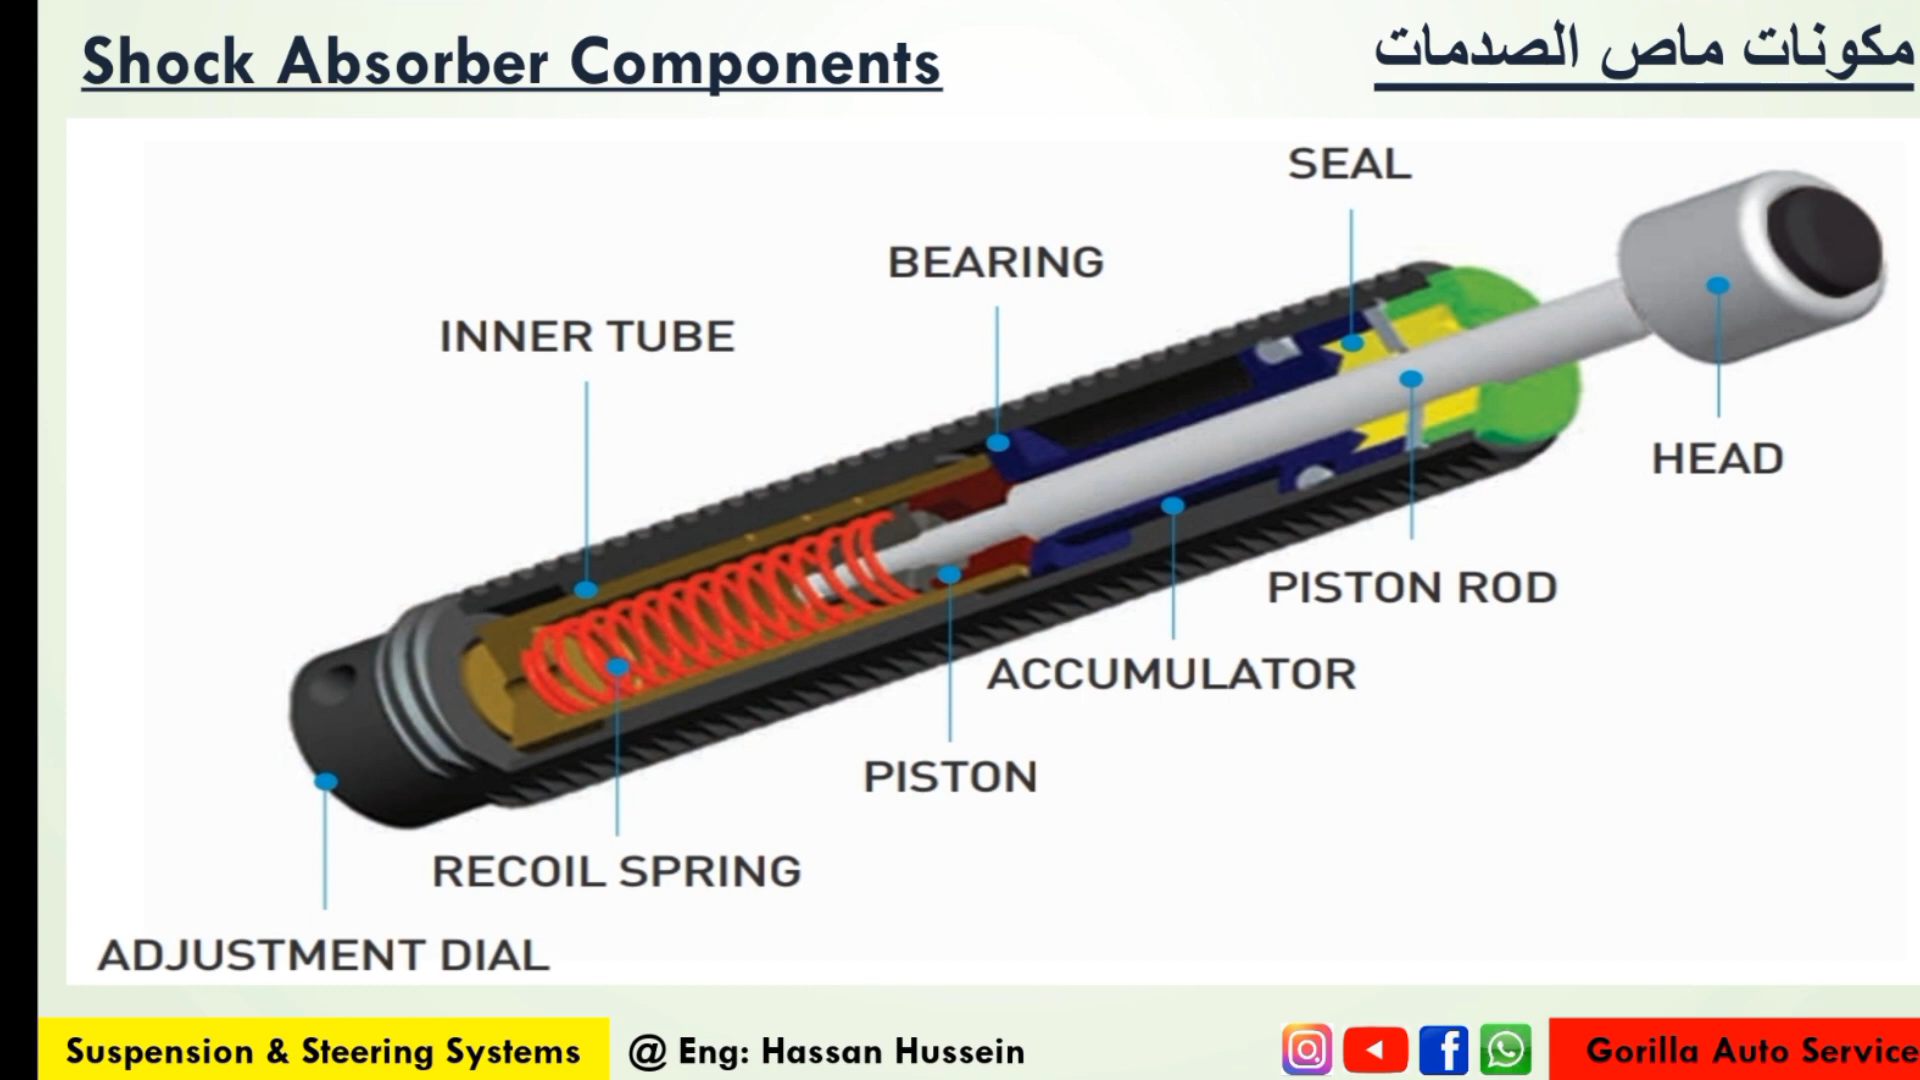 Shock Absorber Components
مكونات ماص الصدمات
SEAL
BEARING
INNER TUBE
HEAD
PISTON ROD
ACCUMULATOR
PISTON
RECOIL SPRING
ADJUSTMENT DIAL
Suspension & Steering Systems
@ Eng: Hassan Hussein
Gorilla Auto Service